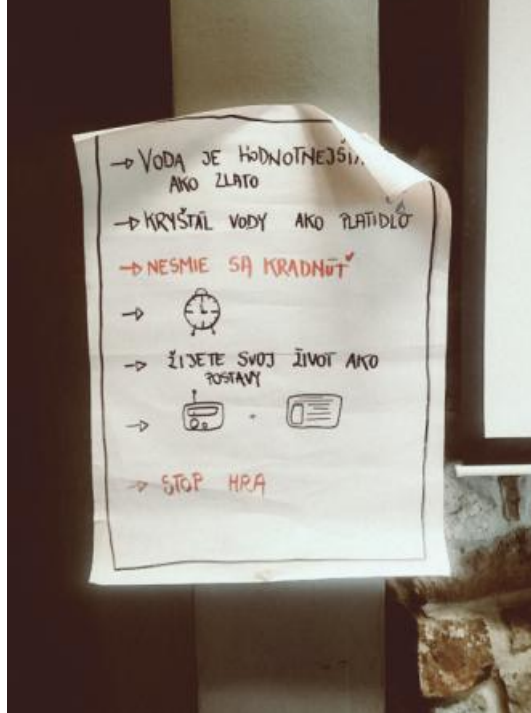 → VODA JE HODNOTNEJŠIA
AKO ZLATO
→ KRYŠTÁL VODY AKO PLATIDLO
→ NESMIE SA KRADNÚŤ
→
→ ŽIJETE SVOJ ŽIVOT AKO
POSTAVY
→
→ STOP HRA